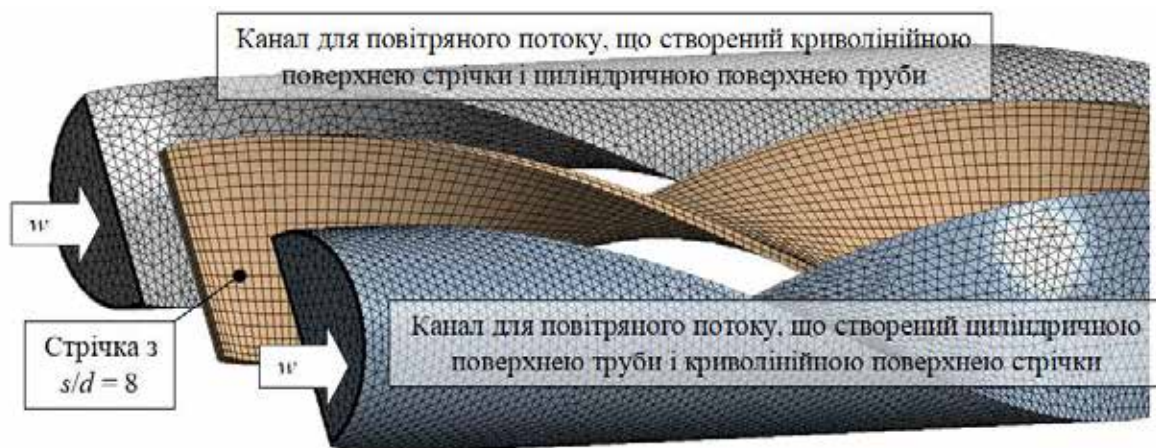 Канал для повітряного потоку, що створений криволінійною
поверхнею стрічки і циліндричною поверхнею труби
w
Стрічка з
s/d = 8
w
Канал для повітряного потоку, що створений циліндричною
поверхнею труби і криволінійною поверхнею стрічки